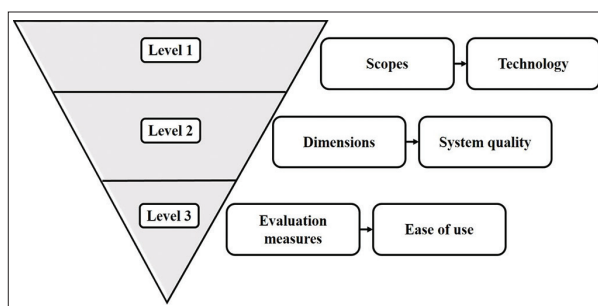 Level 1
Scopes
Technology
Level 2
Dimensions
System quality
Level 3
Evaluation
measures
Ease of use